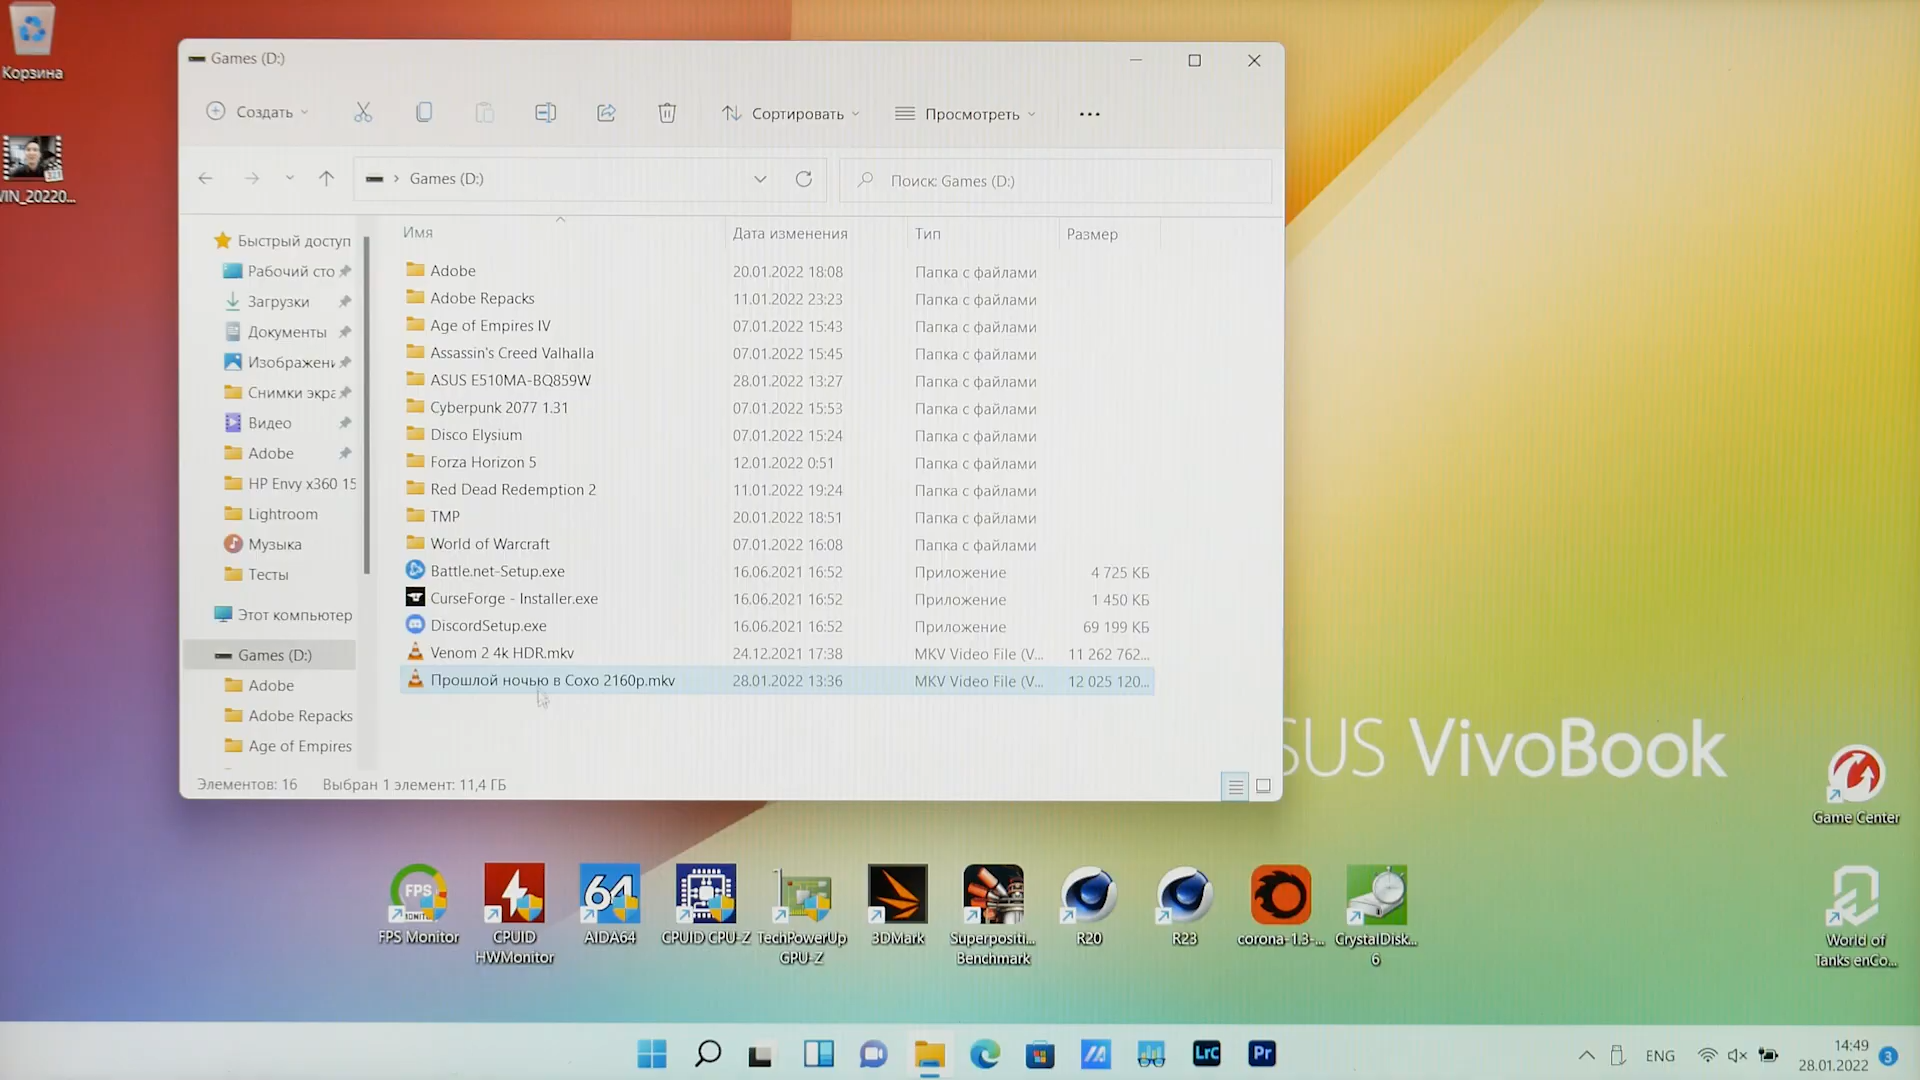 Корзина
WIN_20220...
Games (D:)
Создать
Сортировать
Просмотреть
Games (D:)
Поиск: Games (D:)
Имя
Дата изменения
Тип
Размер
Быстрый доступ
Рабочий сто
Загрузки
Документы
Изображени
Снимки экра
Видео
Adobe
HP Envy x360 15
Lightroom
Музыка
Тесты
Этот компьютер
Games (D:)
Adobe
Adobe Repacks
Age of Empires
Adobe 20.01.2022 18:08 Папка с файлами
Adobe Repacks 11.01.2022 23:23 Папка с файлами
Age of Empires IV 07.01.2022 15:43 Папка с файлами
Assassin's Creed Valhalla 07.01.2022 15:45 Папка с файлами
ASUS E510MA-BQ859W 28.01.2022 13:27 Папка с файлами
Cyberpunk 2077 1.31 07.01.2022 15:53 Папка с файлами
Disco Elysium 07.01.2022 15:24 Папка с файлами
Forza Horizon 5 12.01.2022 0:51 Папка с файлами
Red Dead Redemption 2 11.01.2022 19:24 Папка с файлами
TMP 20.01.2022 18:51 Папка с файлами
World of Warcraft 07.01.2022 16:08 Папка с файлами
Battle.net-Setup.exe 16.06.2021 16:52 Приложение 4 725 КБ
CurseForge - Installer.exe 16.06.2021 16:52 Приложение 1 450 КБ
DiscordSetup.exe 16.06.2021 16:52 Приложение 69 199 КБ
Venom 2 4k HDR.mkv 24.12.2021 17:38 MKV Video File (V... 11 262 762...
Прошлой ночью в Сохо 2160p.mkv 28.01.2022 13:36 MKV Video File (V... 12 025 120...
Элементов: 16 Выбран 1 элемент: 11,4 ГБ
SUS VivoBook
Game Center
World of
Tanks enCo...
FPS
FPS Monitor
CPUID
HWMonitor
64
AIDA64
CPUID CPU-Z
TechPowerUp
GPU-Z
3DMark
Superpositi...
Benchmark
R20
R23
corona-1.3-...
CrystalDisk...
6
Lrc
Pr
ENG
14:49
28.01.2022
3